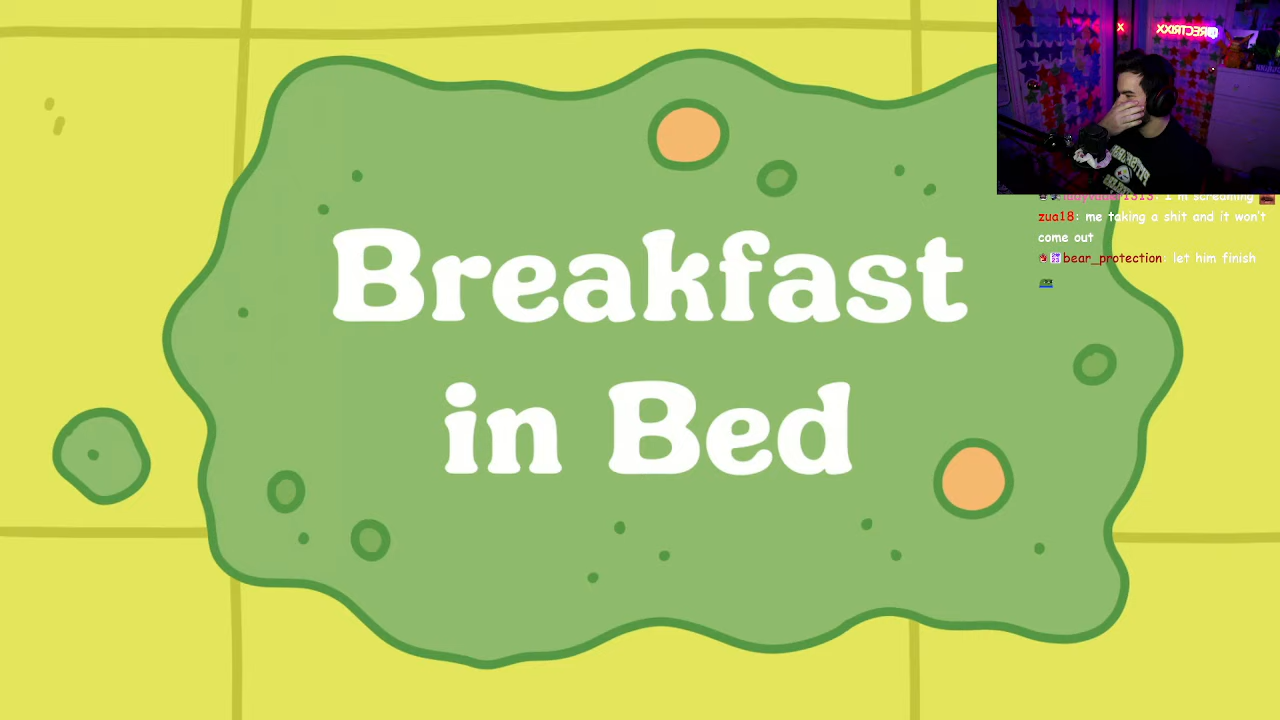 Breakfast
in Bed
zua18: me taking a shit and it won't
come out
bear_protection: let him finish